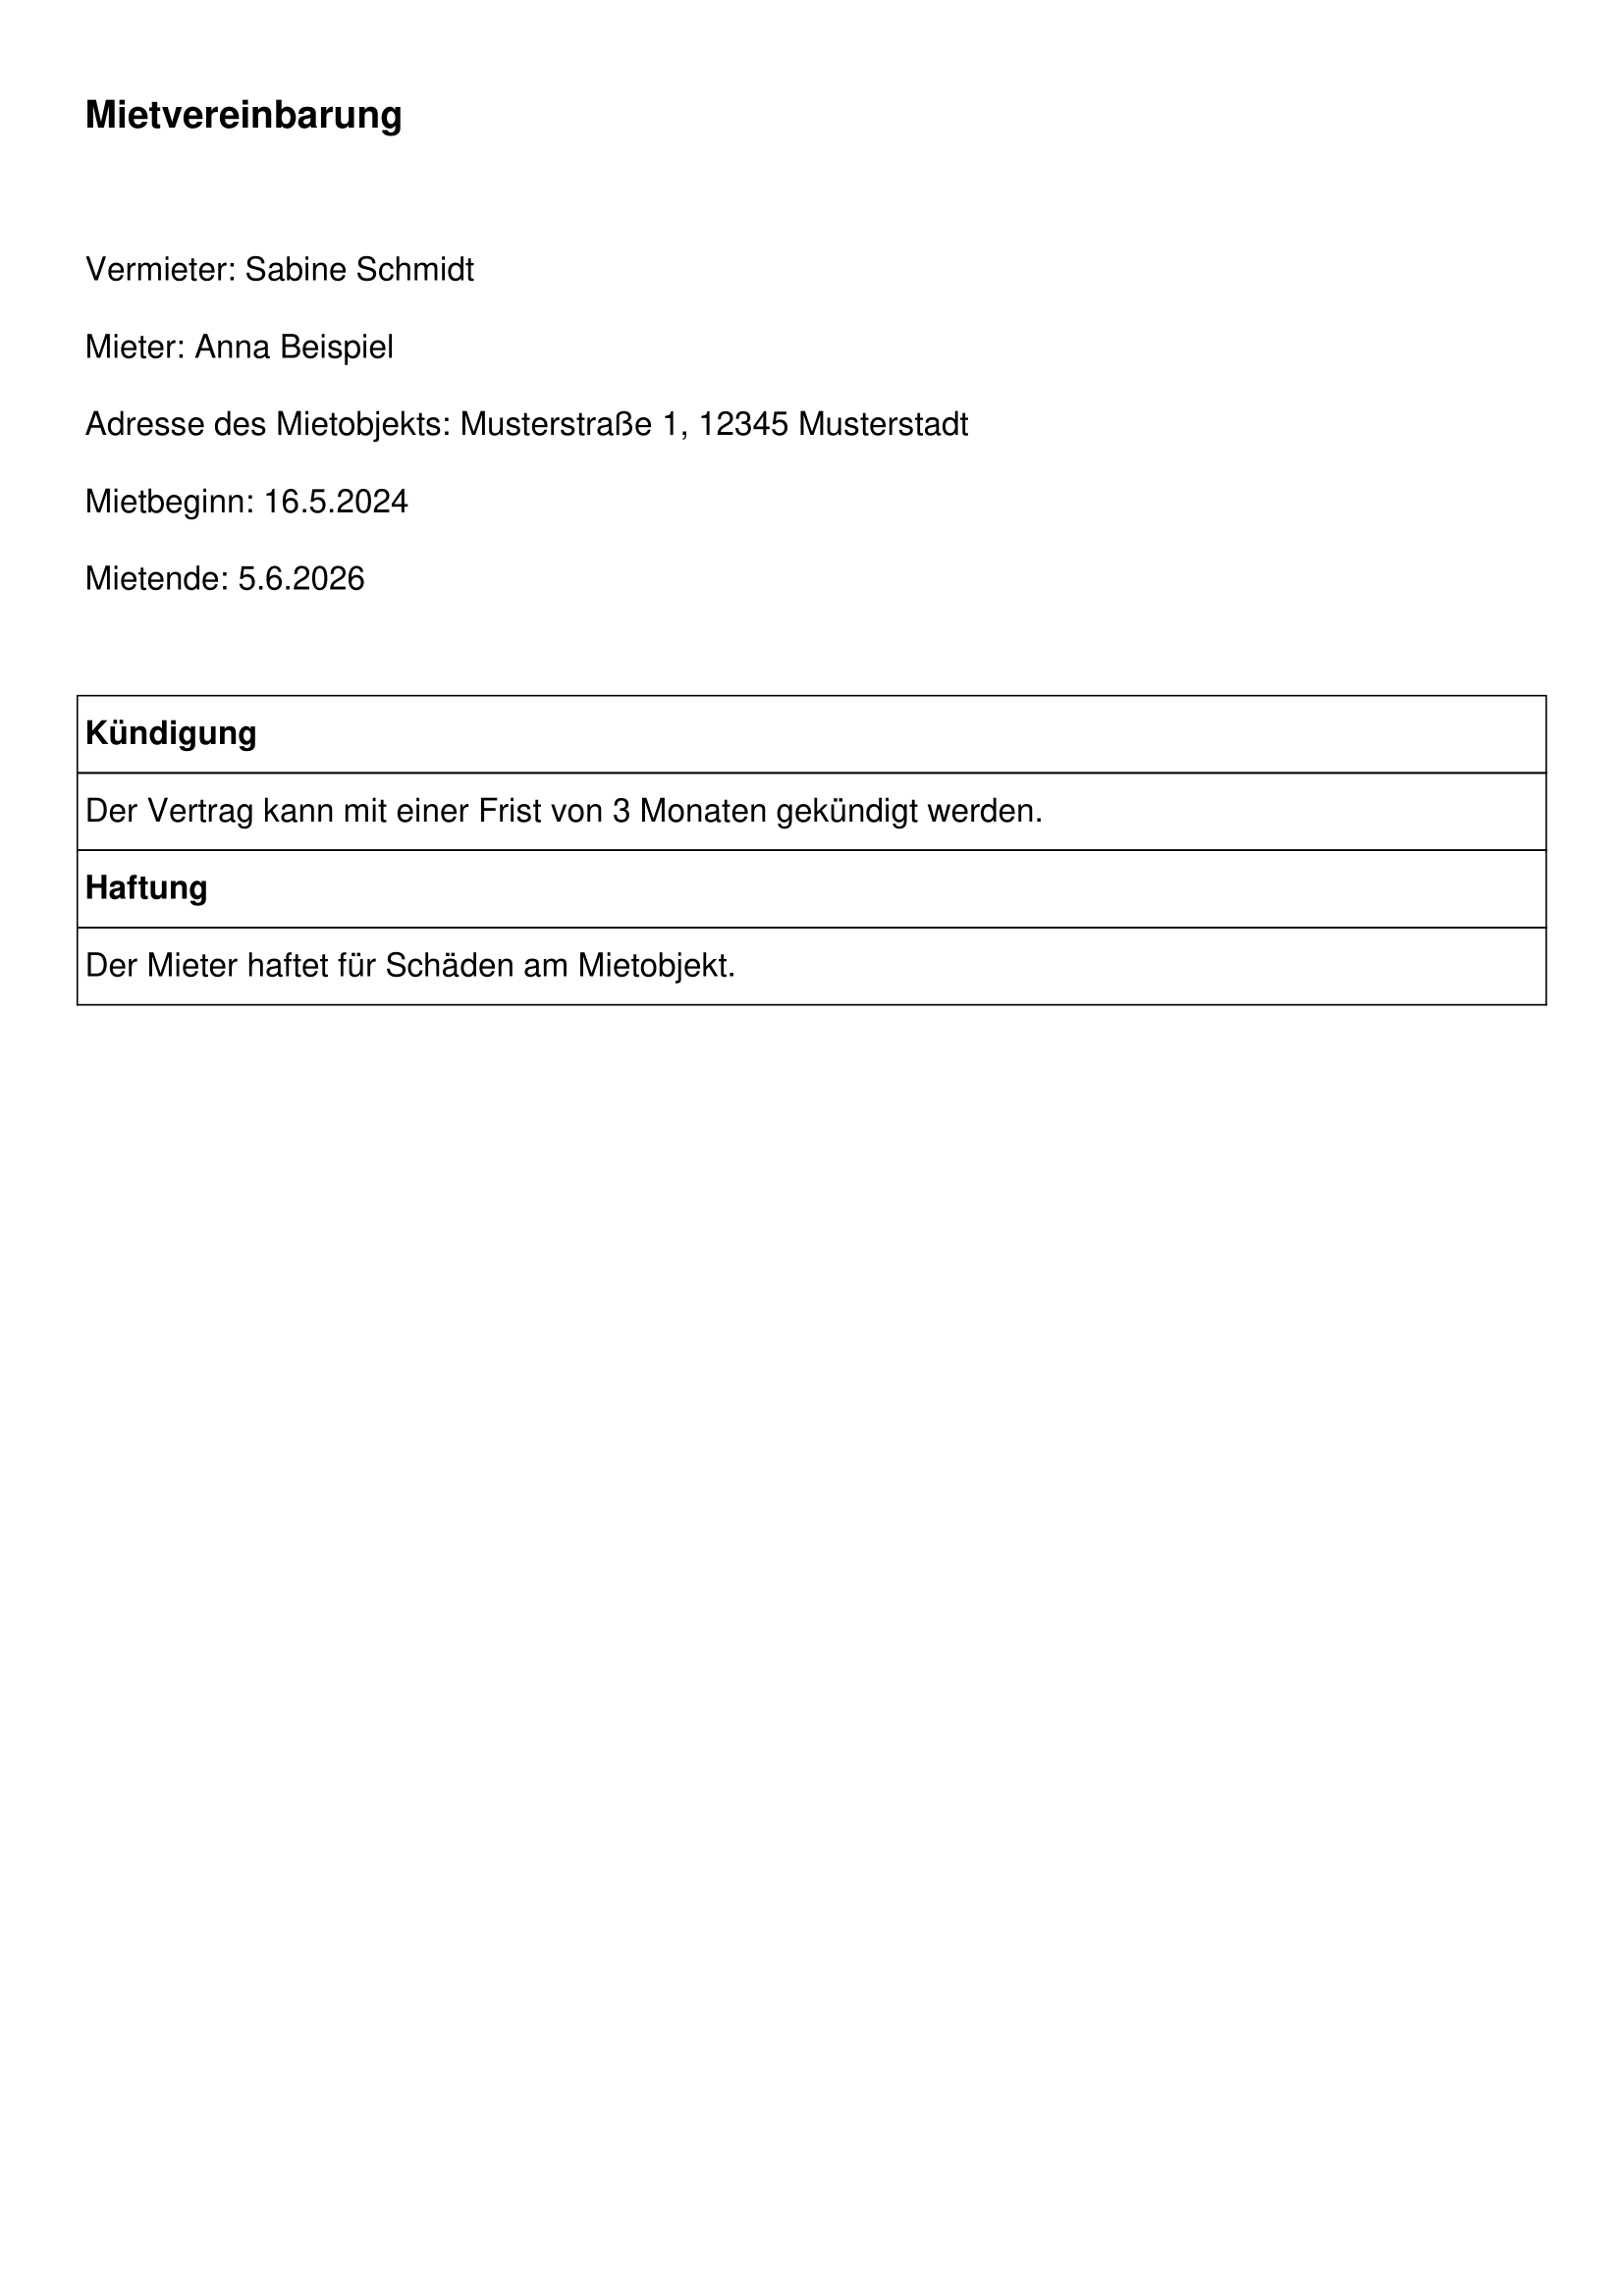 Mietvereinbarung
Vermieter: Sabine Schmidt
Mieter: Anna Beispiel
Adresse des Mietobjekts: Musterstraße 1, 12345 Musterstadt
Mietbeginn: 16.5.2024
Mietende: 5.6.2026
Kündigung
Der Vertrag kann mit einer Frist von 3 Monaten gekündigt werden.
Haftung
Der Mieter haftet für Schäden am Mietobjekt.